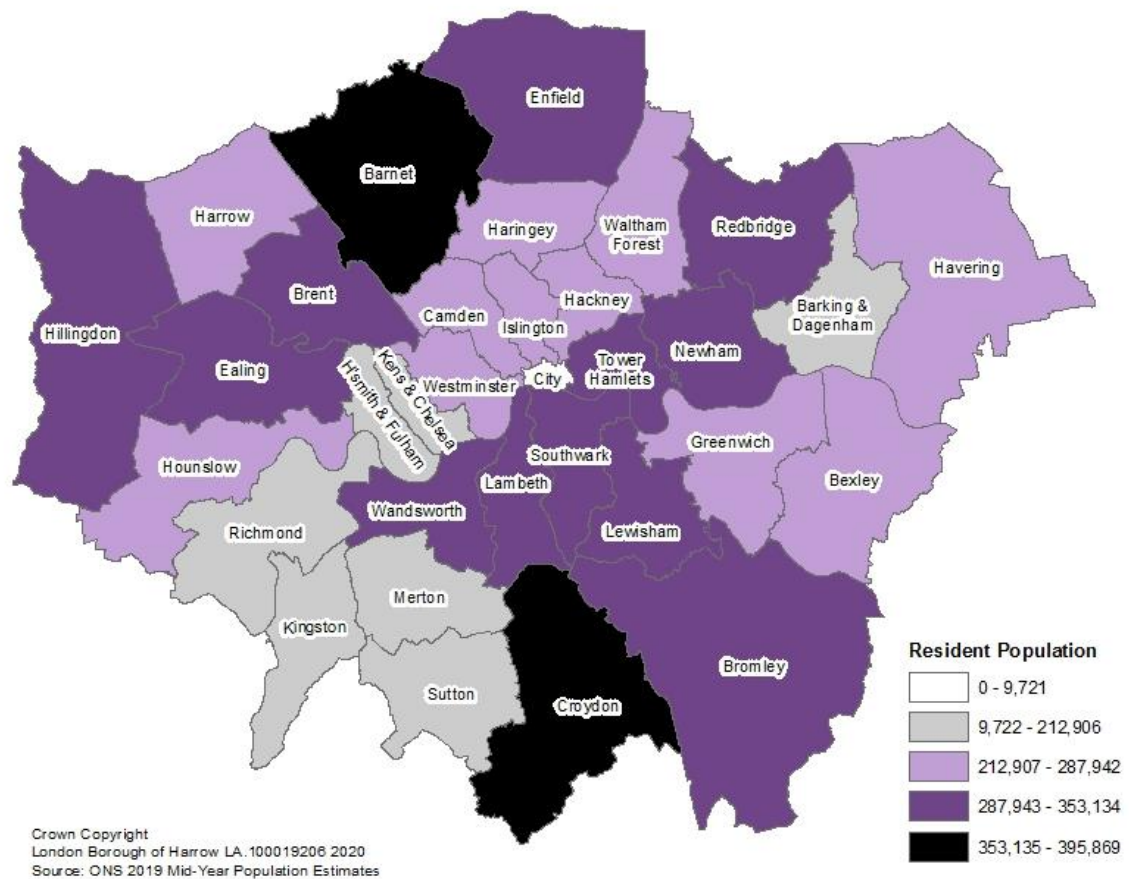 Enfield
Barnet
Harrow
Haringey
Waltham
Forest
Redbridge
Havering
Brent
Hackney
Barking &
Dagenham
Camden
Islington
Hillingdon
Ealing
Newham
Tower
Hamlets
Kens & Chelsea
H'smith & Fulham
Westminster
City
Greenwich
Hounslow
Southwark
Bexley
Lambeth
Wandsworth
Richmond
Lewisham
Merton
Kingston
Bromley
Sutton
Croydon
Resident Population
0 - 9,721
9,722 - 212,906
212,907 - 287,942
287,943 - 353,134
353,135 - 395,869
Crown Copyright
London Borough of Harrow LA.100019206 2020
Source: ONS 2019 Mid-Year Population Estimates